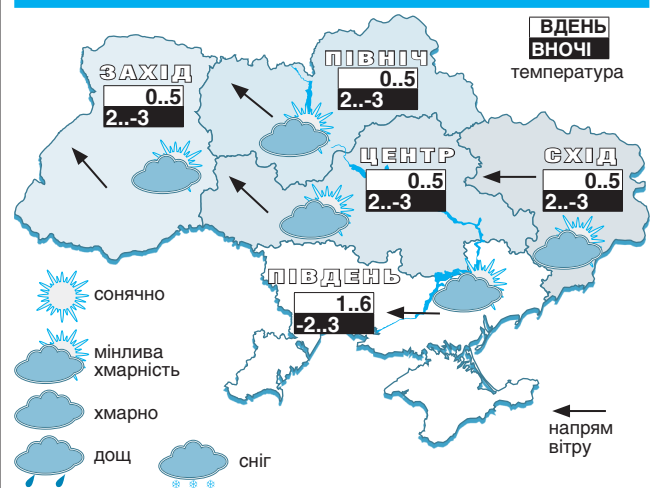 ВДЕНЬ
ВНОЧІ
температура
ЗАХІД
0..5
2..-3
ПІВНІЧ
0..5
2..-3
ЦЕНТР
0..5
2..-3
СХІД
0..5
2..-3
ПІВДЕНЬ
1..6
-2..3
сонячно
мінлива
хмарність
хмарно
дощ
сніг
напрям
вітру